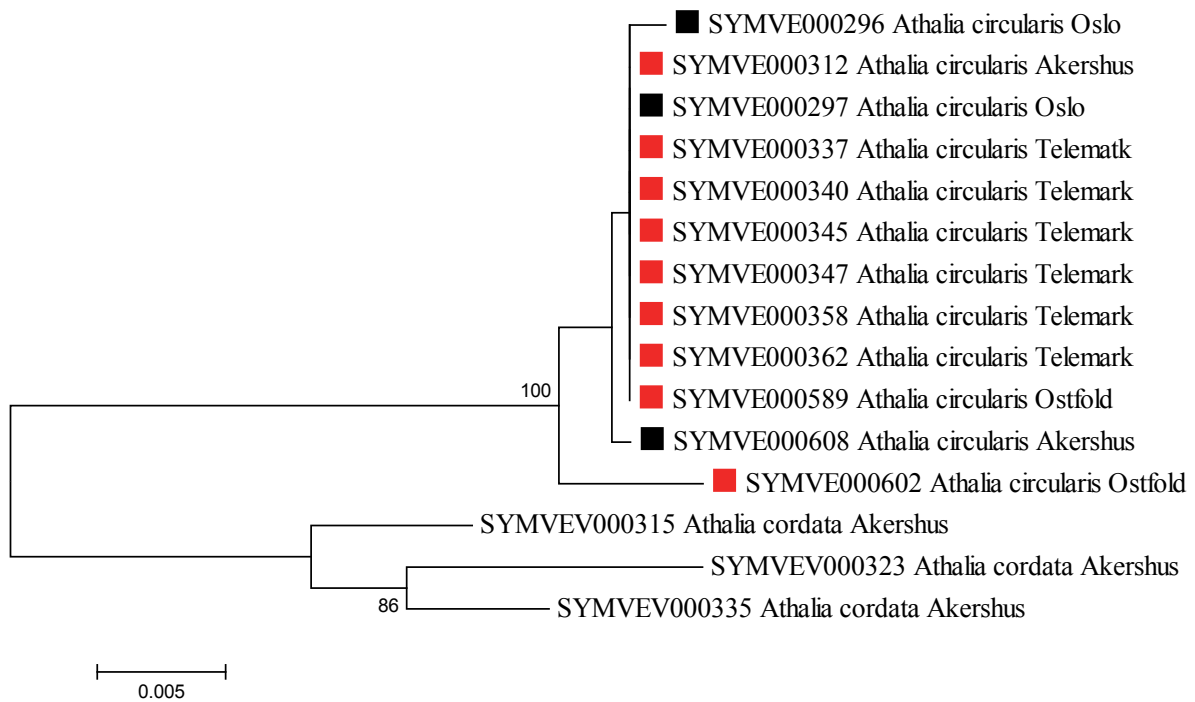 SYMVE000296 Athalia circularis Oslo
SYMVE000312 Athalia circularis Akershus
SYMVE000297 Athalia circularis Oslo
SYMVE000337 Athalia circularis Telematk
SYMVE000340 Athalia circularis Telemark
SYMVE000345 Athalia circularis Telemark
SYMVE000347 Athalia circularis Telemark
SYMVE000358 Athalia circularis Telemark
SYMVE000362 Athalia circularis Telemark
100
SYMVE000589 Athalia circularis Ostfold
SYMVE000608 Athalia circularis Akershus
SYMVE000602 Athalia circularis Ostfold
SYMVEV000315 Athalia cordata Akershus
SYMVEV000323 Athalia cordata Akershus
86
SYMVEV000335 Athalia cordata Akershus
0.005